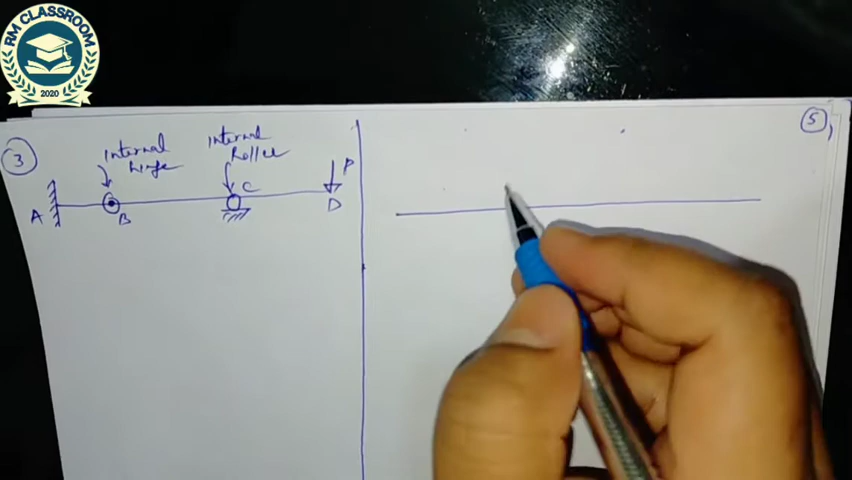 RM CLASSROOM
2020
3
Internal
hinge
Internal
Roller
P
A
B
C
D
5